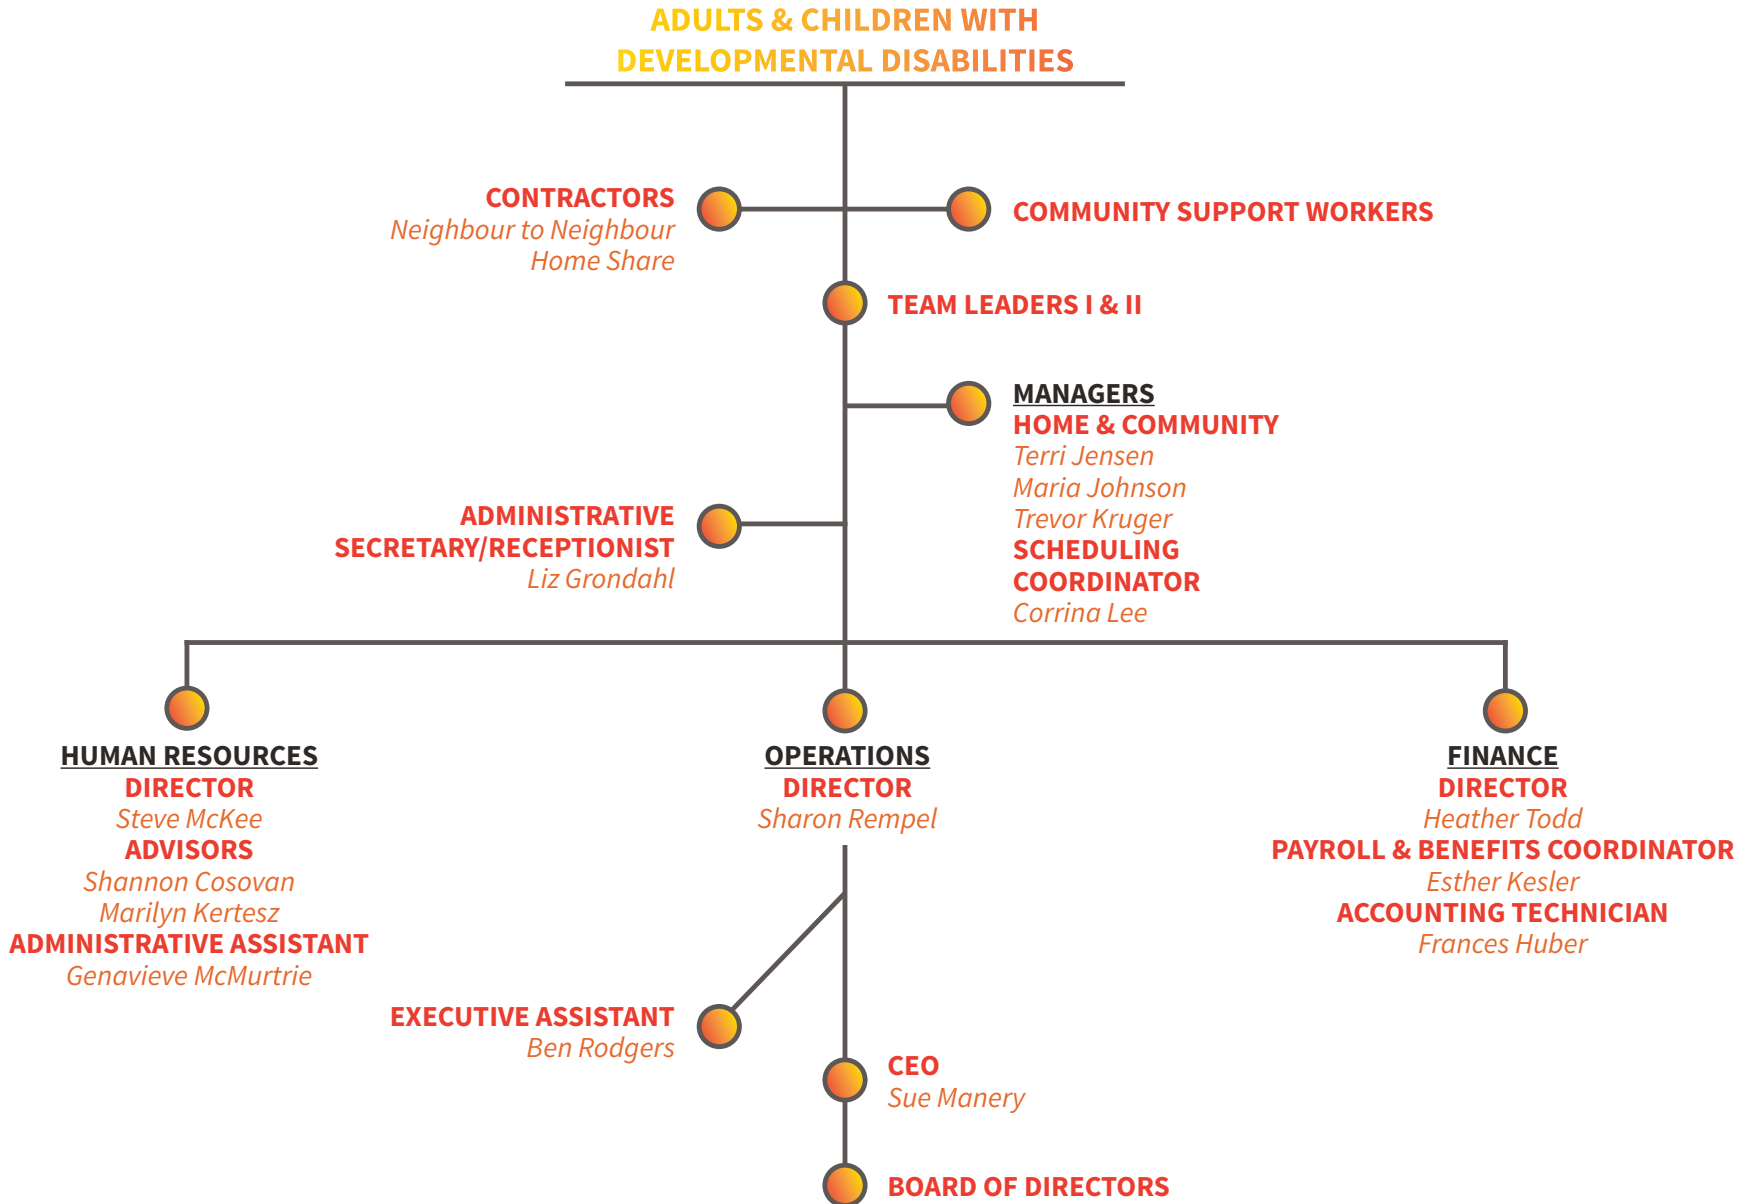 ADULTS & CHILDREN WITH
DEVELOPMENTAL DISABILITIES
CONTRACTORS
Neighbour to Neighbour
Home Share
COMMUNITY SUPPORT WORKERS
TEAM LEADERS I & II
MANAGERS
HOME & COMMUNITY
Terri Jensen
Maria Johnson
Trevor Kruger
SCHEDULING
COORDINATOR
Corrina Lee
ADMINISTRATIVE
SECRETARY/RECEPTIONIST
Liz Grondahl
HUMAN RESOURCES
DIRECTOR
Steve McKee
ADVISORS
Shannon Cosovan
Marilyn Kertesz
ADMINISTRATIVE ASSISTANT
Genavieve McMurtrie
OPERATIONS
DIRECTOR
Sharon Rempel
FINANCE
DIRECTOR
Heather Todd
PAYROLL & BENEFITS COORDINATOR
Esther Kesler
ACCOUNTING TECHNICIAN
Frances Huber
EXECUTIVE ASSISTANT
Ben Rodgers
CEO
Sue Manery
BOARD OF DIRECTORS